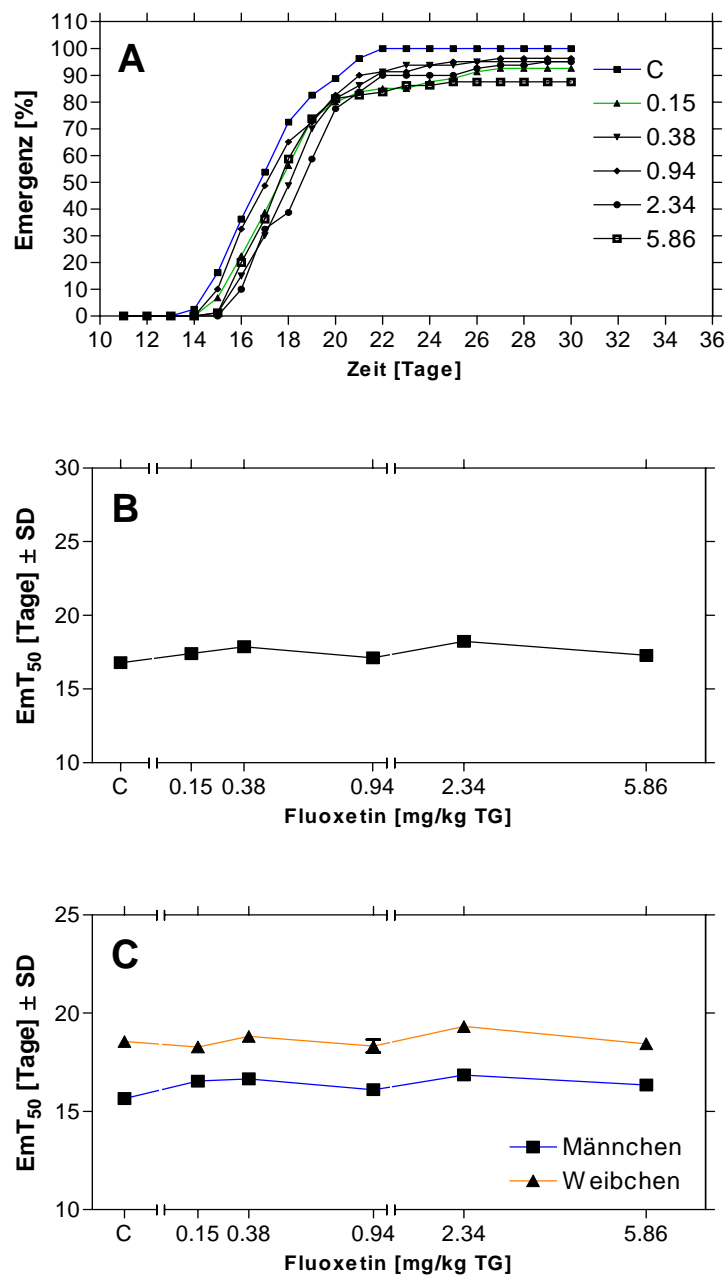 A
Emergenz [%]
110
100
90
80
70
60
50
40
30
20
10
0
10 12 14 16 18 20 22 24 26 28 30 32 34 36
Zeit [Tage]
C
0.15
0.38
0.94
2.34
5.86
B
EmT50 [Tage] ± SD
30
25
20
15
10
C 0.15 0.38 0.94 2.34 5.86
Fluoxetin [mg/kg TG]
C
EmT50 [Tage] ± SD
25
20
15
10
Männchen
Weibchen
C 0.15 0.38 0.94 2.34 5.86
Fluoxetin [mg/kg TG]